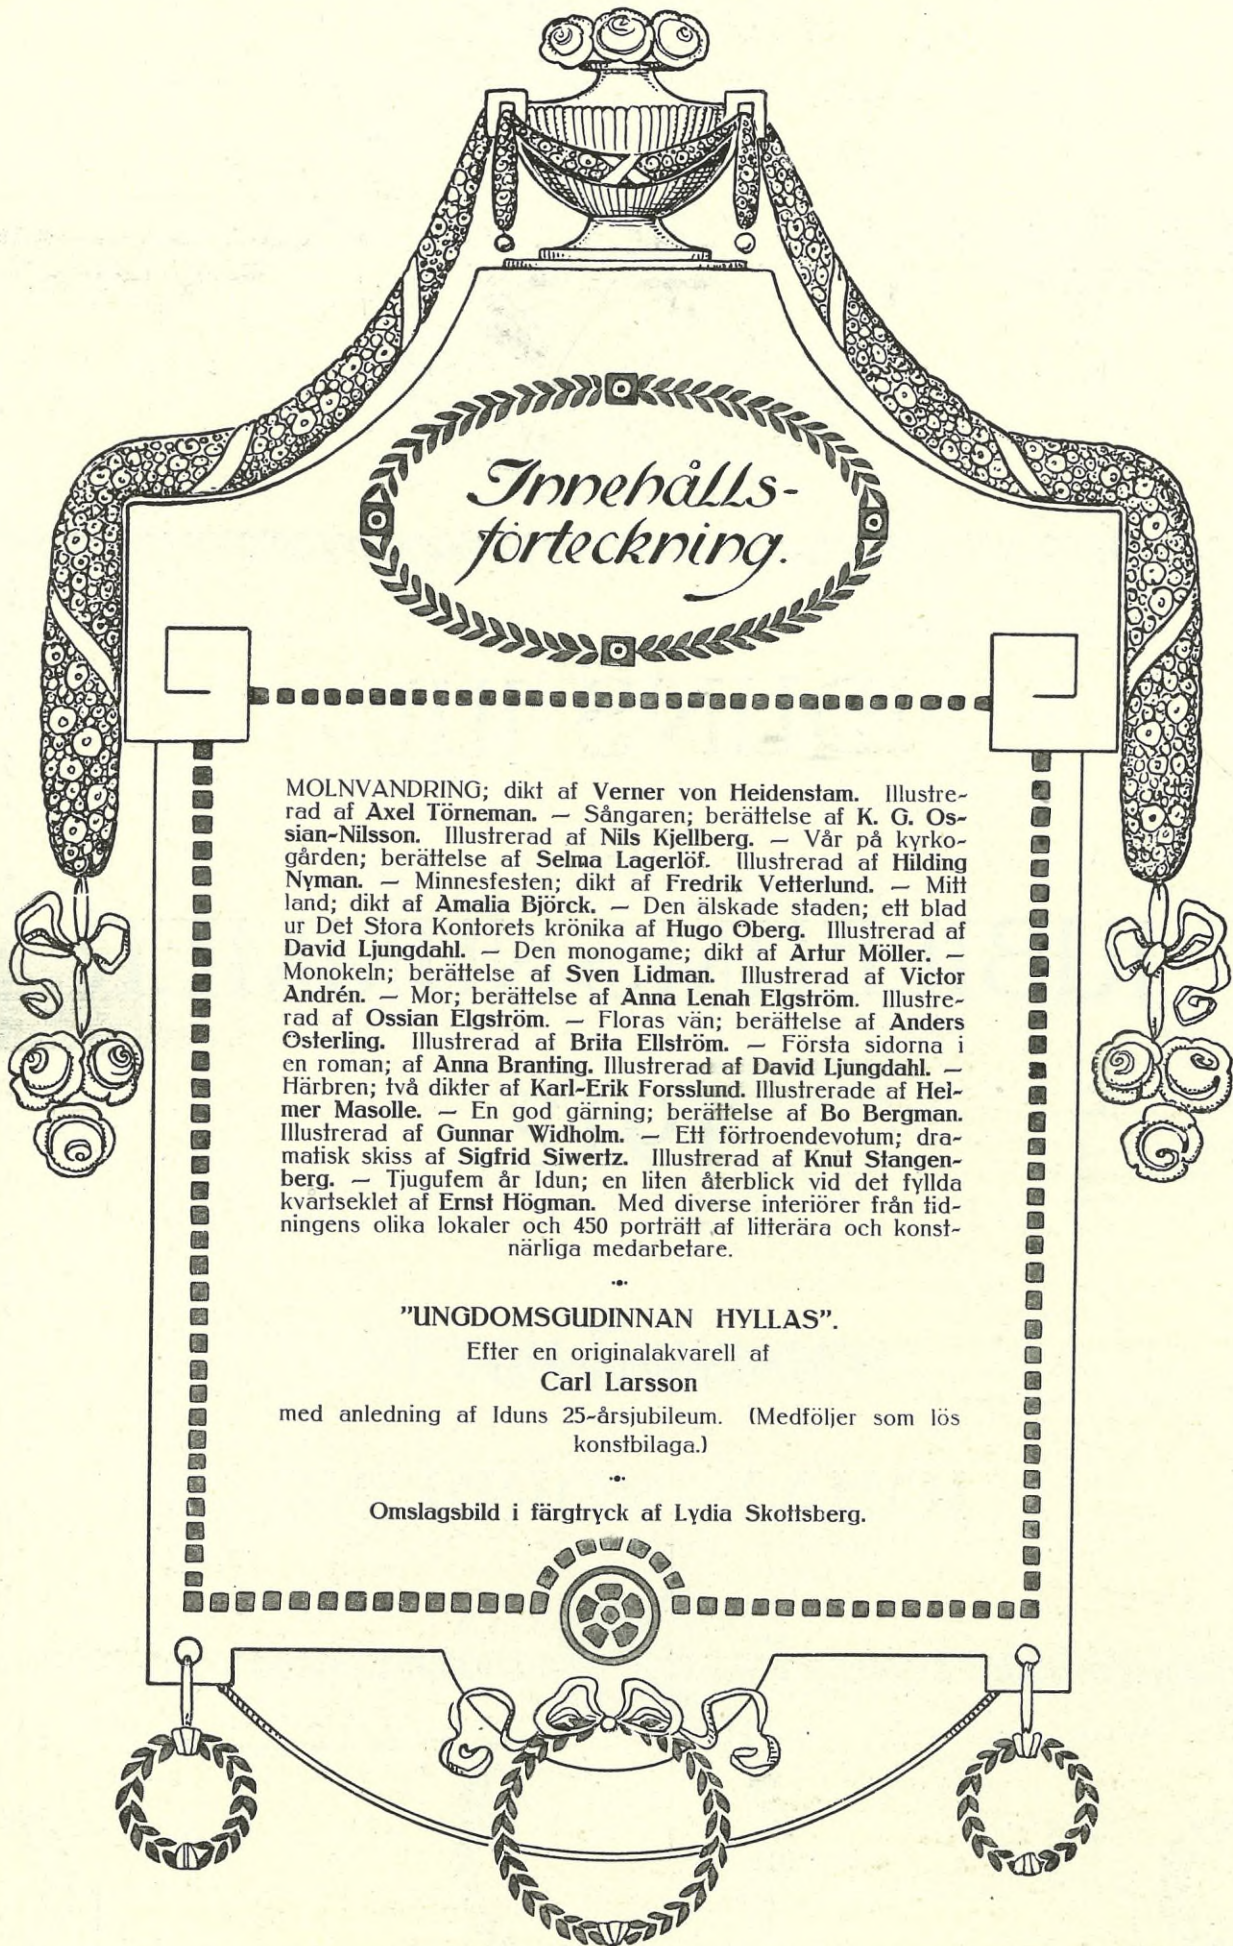 Innehålls-
förteckning.
MOLNVANDRING; dikt af Verner von Heidenstam. Illustre-
rad af Axel Törneman. — Sångaren; berättelse af K. G. Os-
sian-Nilsson. Illustrerad af Nils Kjellberg. — Vår på kyrko-
gården; berättelse af Selma Lagerlöf. Illustrerad af Hilding
Nyman. — Minnesfesten; dikt af Fredrik Vetterlund. — Mitt
land; dikt af Amalia Björck. — Den älskade staden; ett blad
ur Det Stora Kontorets krönika af Hugo Öberg. Illustrerad af
David Ljungdahl. — Den monogame; dikt af Artur Möller. —
Monokeln; berättelse af Sven Lidman. Illustrerad af Victor
Andrén. — Mor; berättelse af Anna Lenah Elgström. Illustre-
rad af Ossian Elgström. — Floras vän; berättelse af Anders
Österling. Illustrerad af Brita Ellström. — Första sidorna i
en roman; af Anna Branting. Illustrerad af David Ljungdahl. —
Härbren; två dikter af Karl-Erik Forsslund. Illustrerade af Hel-
mer Masolle. — En god gärning; berättelse af Bo Bergman.
Illustrerad af Gunnar Widholm. — Ett förtroendevotum; dra-
matisk skiss af Sigfrid Siwertz. Illustrerad af Knut Stangen-
berg. — Tjugufem år Idun; en liten återblick vid det fyllda
kvartseklet af Ernst Högman. Med diverse interiörer från tid-
ningens olika lokaler och 450 porträtt af litterära och konst-
närliga medarbetare.
"UNGDOMSGUDINNAN HYLLAS".
Efter en originalakvarell af
Carl Larsson
med anledning af Iduns 25-årsjubileum. (Medföljer som lös
konstbilaga.)
Omslagsbild i färgtryck af Lydia Skottsberg.